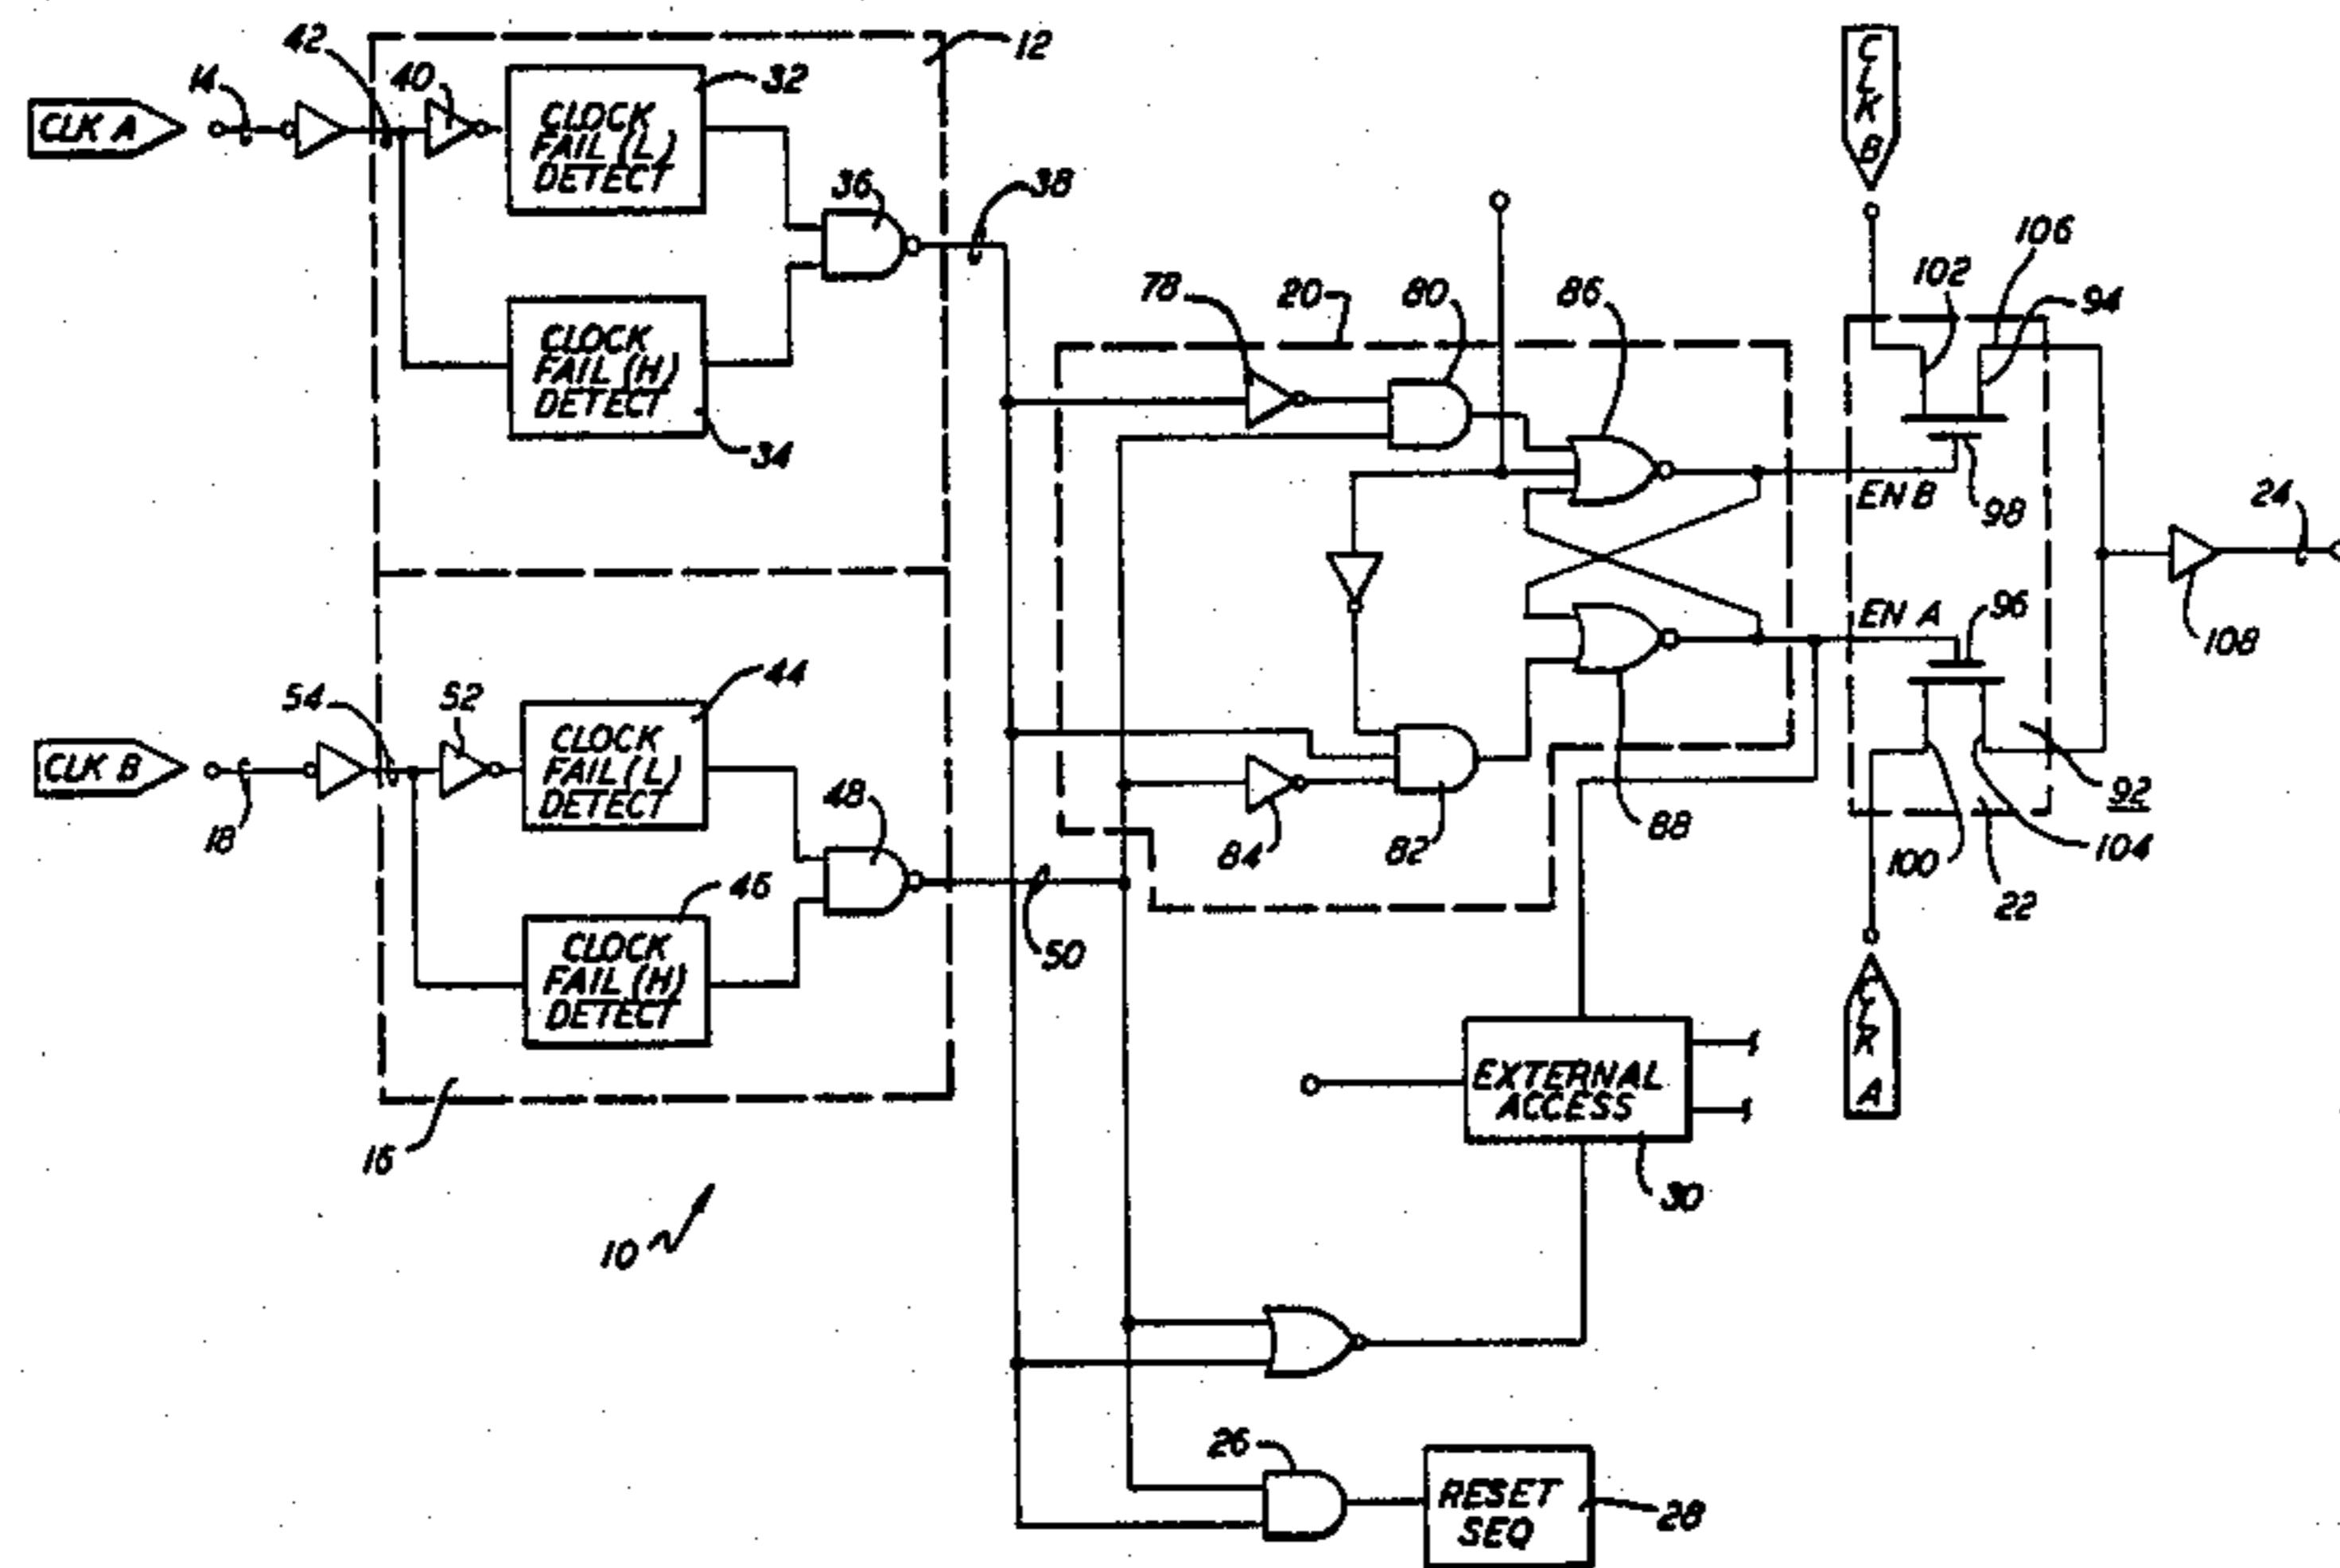 42
12
14
40
32
CLK A
CLOCK
FAIL (L)
DETECT
36
38
CLOCK
FAIL (H)
DETECT
34
C
L
K
B
106
102
94
78
20
80
86
EN B
98
24
EN A
96
108
54
52
44
CLK B
CLOCK
FAIL (L)
DETECT
18
48
46
CLOCK
FAIL (H)
DETECT
50
84
82
88
92
100
104
22
16
10
EXTERNAL
ACCESS
30
C
L
K
A
26
RESET
SEQ
28